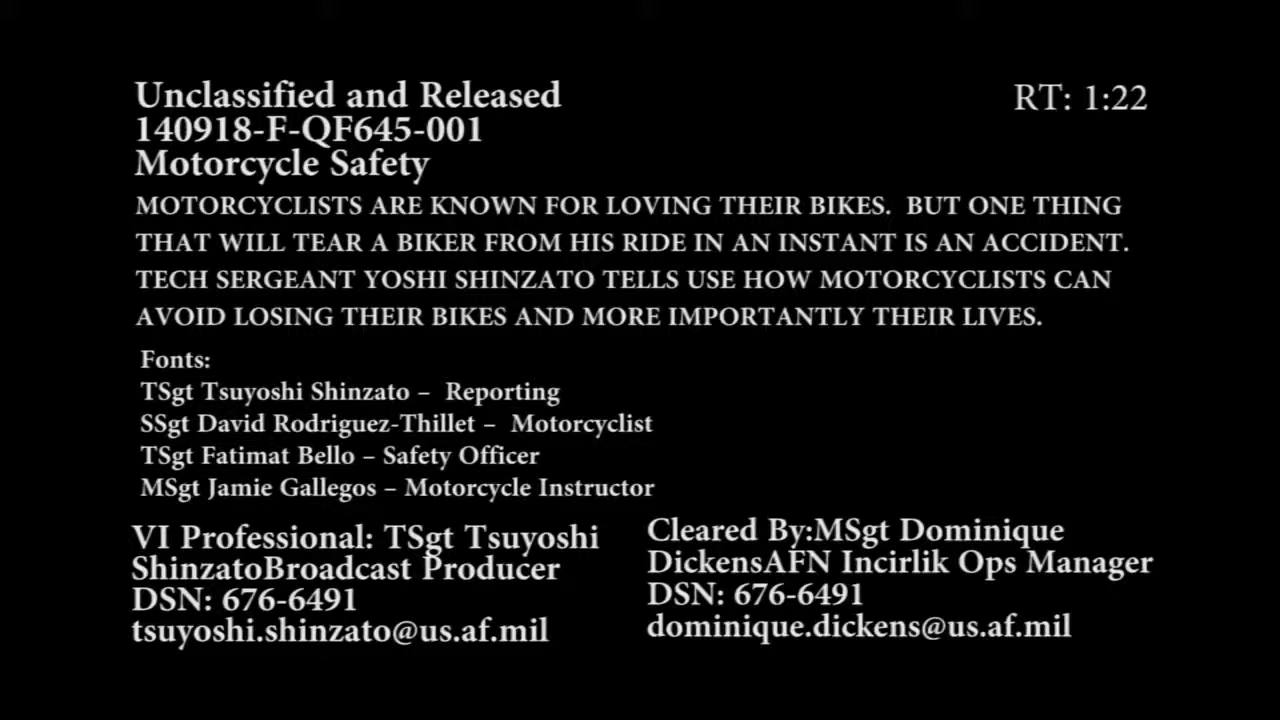 Unclassified and Released
RT: 1:22
140918-F-QF645-001
Motorcycle Safety
MOTORCYCLISTS ARE KNOWN FOR LOVING THEIR BIKES.  BUT ONE THING
THAT WILL TEAR A BIKER FROM HIS RIDE IN AN INSTANT IS AN ACCIDENT.
TECH SERGEANT YOSHI SHINZATO TELLS USE HOW MOTORCYCLISTS CAN
AVOID LOSING THEIR BIKES AND MORE IMPORTANTLY THEIR LIVES.
Fonts:
TSgt Tsuyoshi Shinzato –  Reporting
SSgt David Rodriguez-Thillet –  Motorcyclist
TSgt Fatimat Bello – Safety Officer
MSgt Jamie Gallegos – Motorcycle Instructor
VI Professional: TSgt Tsuyoshi
ShinzatoBroadcast Producer
DSN: 676-6491
tsuyoshi.shinzato@us.af.mil
Cleared By:MSgt Dominique
DickensAFN Incirlik Ops Manager
DSN: 676-6491
dominique.dickens@us.af.mil